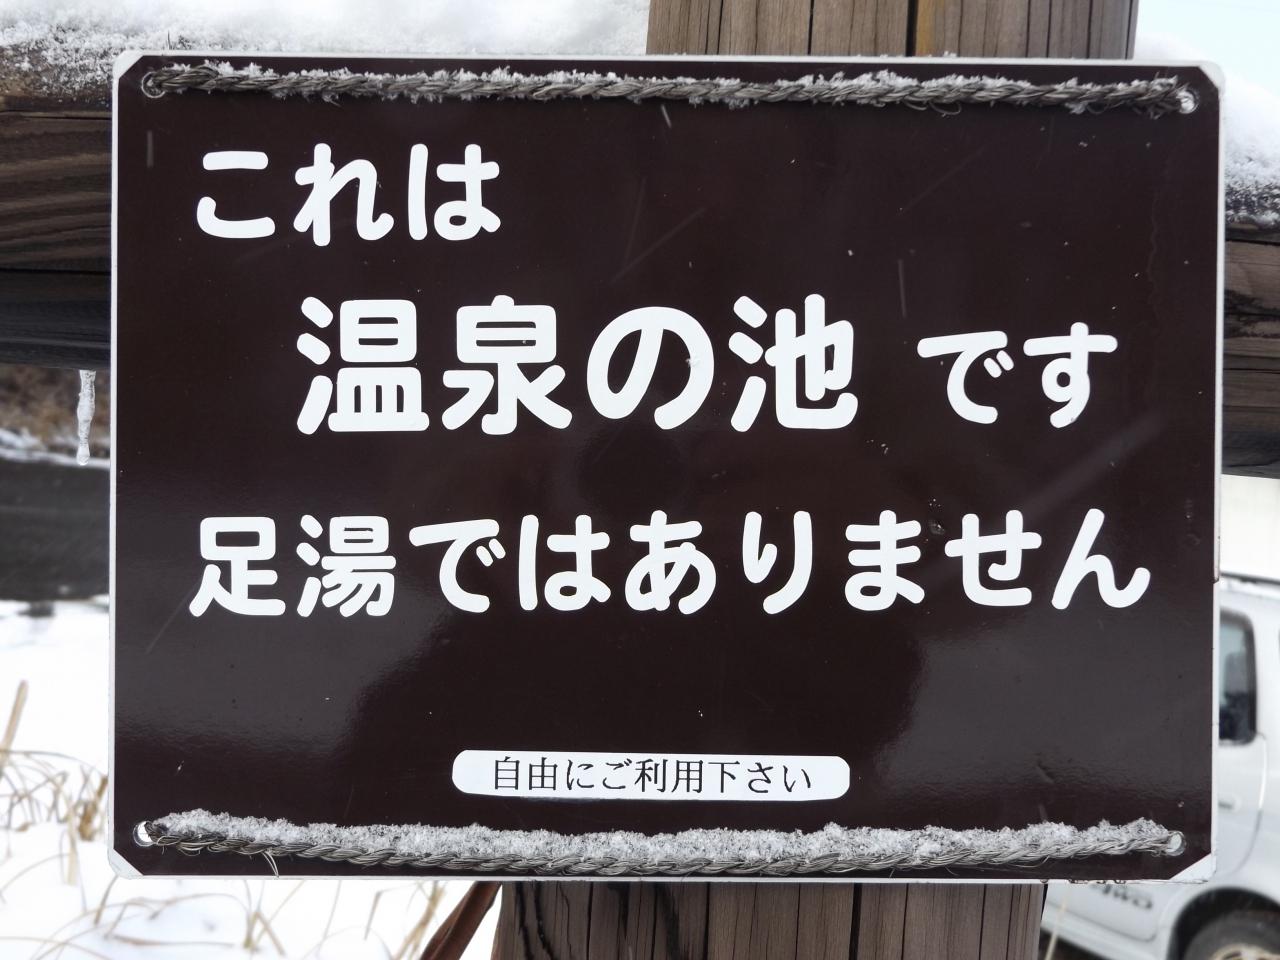 これは
温泉の池 です
足湯ではありません
自由にご利用下さい